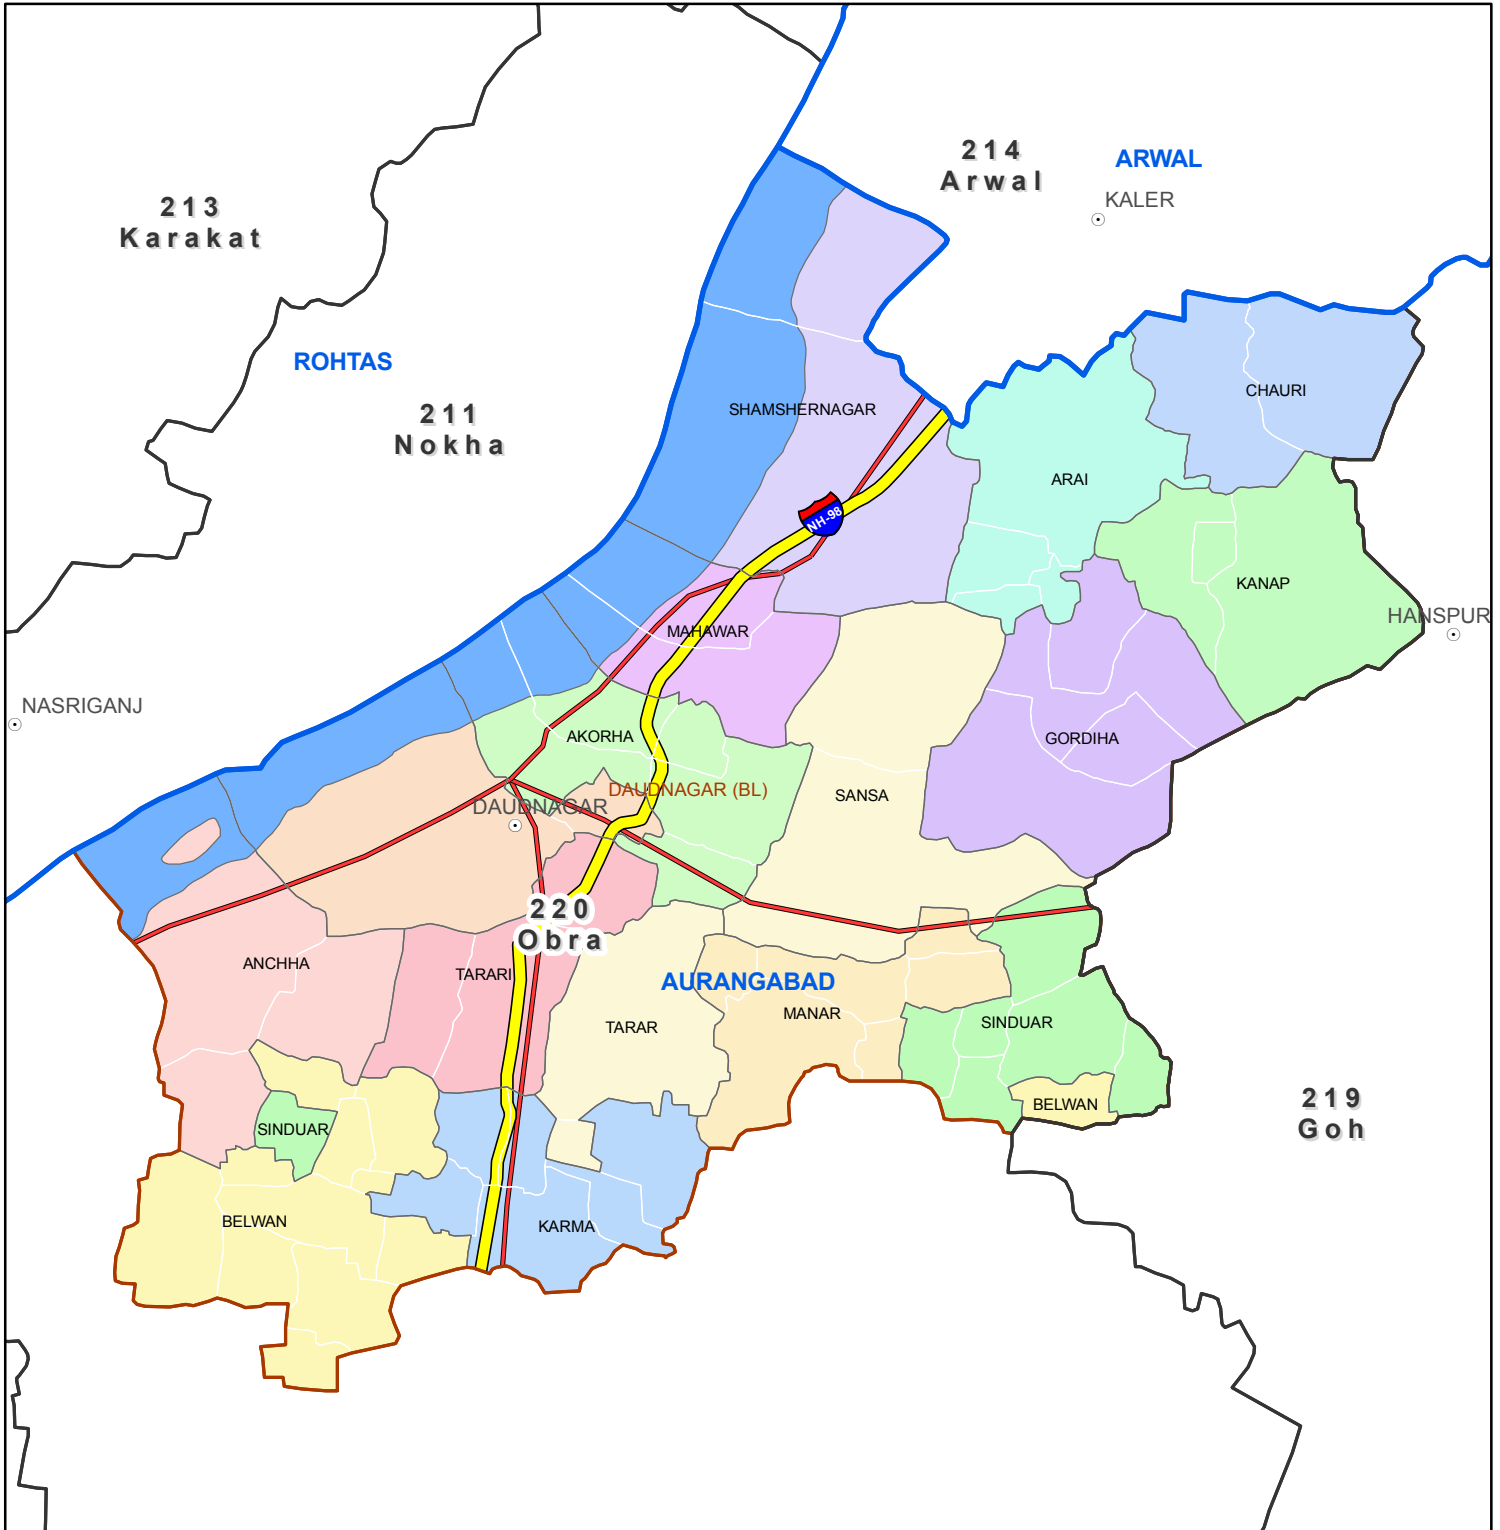 214
Arwal
ARWAL
KALER
213
Karakat
ROHTAS
211
Nokha
SHAMSHERNAGAR
CHAURI
ARAI
NH-98
KANAP
HANSPUR
MAHAWAR
NASRIGANJ
AKORHA
GORDIHA
DAUDNAGAR (BL)
SANSA
DAUDNAGAR
220
Obra
ANCHHA
TARARI
AURANGABAD
MANAR
TARAR
SINDUAR
BELWAN
219
Goh
SINDUAR
BELWAN
KARMA